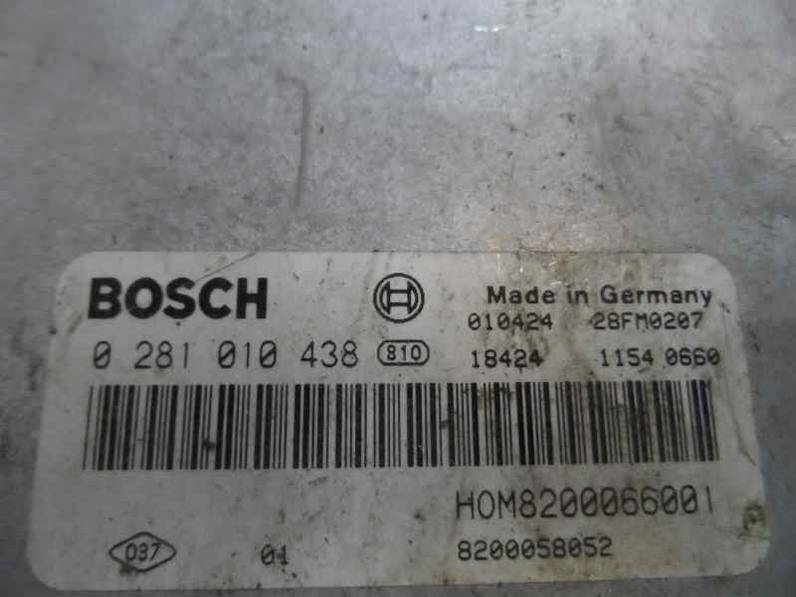 BOSCH Made in Germany
010424 28FM0207
0 281 010 438 810 18424 1154 0660
HOM8200066001
037 01 8200058052